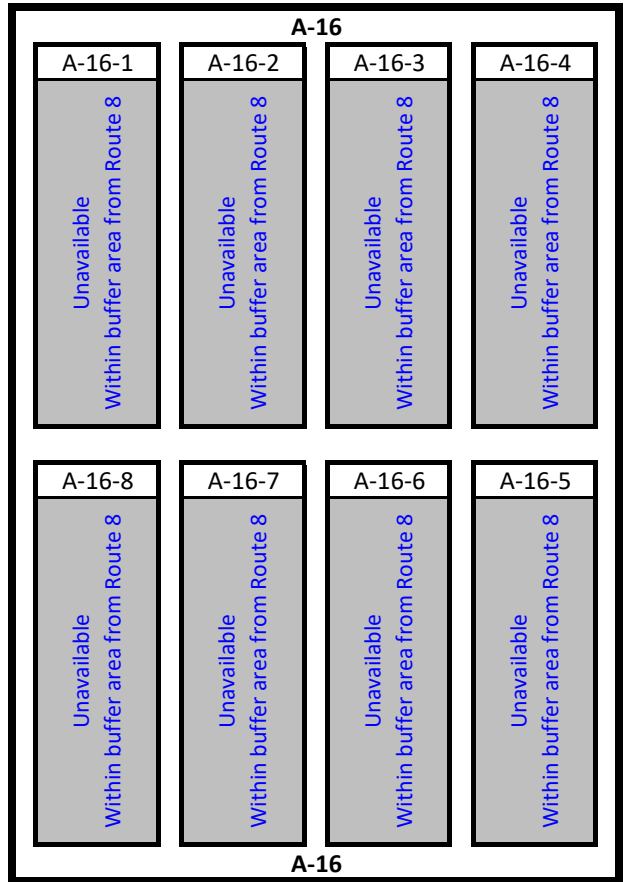 A-16
A-16-1
Unavailable
Within buffer area from Route 8
A-16-2
Unavailable
Within buffer area from Route 8
A-16-3
Unavailable
Within buffer area from Route 8
A-16-4
Unavailable
Within buffer area from Route 8
A-16-8
Unavailable
Within buffer area from Route 8
A-16-7
Unavailable
Within buffer area from Route 8
A-16-6
Unavailable
Within buffer area from Route 8
A-16-5
Unavailable
Within buffer area from Route 8
A-16